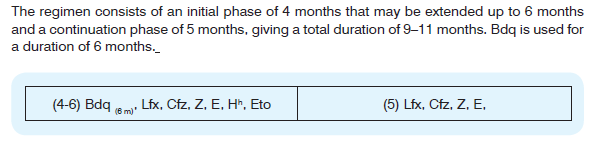 The regimen consists of an initial phase of 4 months that may be extended up to 6 months
and a continuation phase of 5 months, giving a total duration of 9–11 months. Bdq is used for
a duration of 6 months._
(4-6) Bdq (6 m), Lfx, Cfz, Z, E, Hʰ, Eto
(5) Lfx, Cfz, Z, E,